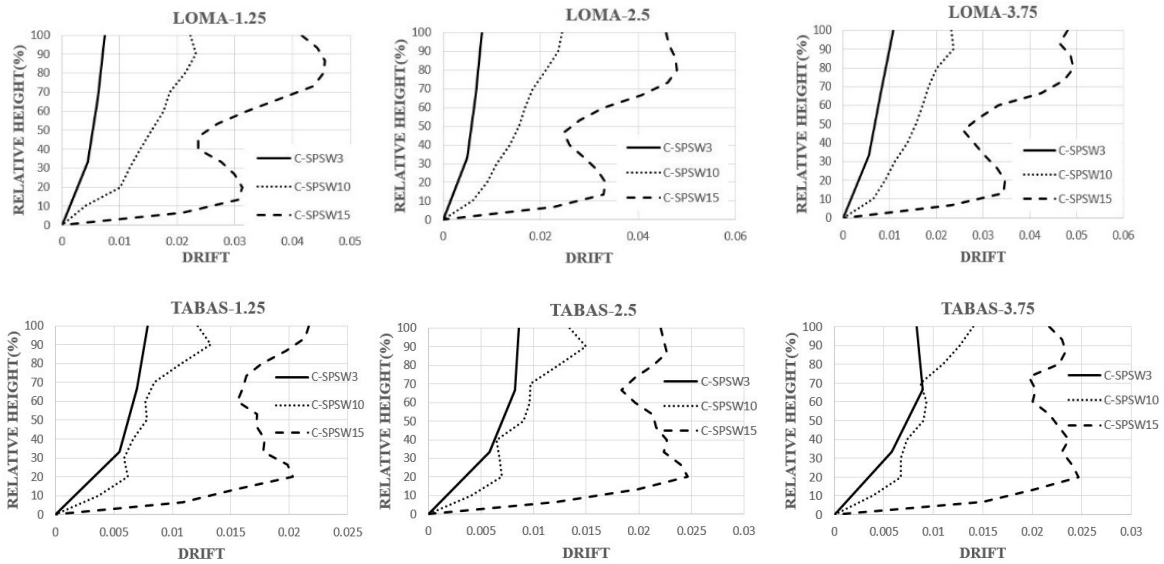 LOMA-1.25
RELATIVE HEIGHT(%)
100
90
80
70
60
50
40
30
20
10
0
C-SPSW3
C-SPSW10
C-SPSW15
0 0.01 0.02 0.03 0.04 0.05
DRIFT
LOMA-2.5
RELATIVE HEIGHT(%)
100
90
80
70
60
50
40
30
20
10
0
C-SPSW3
C-SPSW10
C-SPSW15
0 0.02 0.04 0.06
DRIFT
LOMA-3.75
RELATIVE HEIGHT(%)
100
90
80
70
60
50
40
30
20
10
0
C-SPSW3
C-SPSW10
C-SPSW15
0 0.01 0.02 0.03 0.04 0.05 0.06
DRIFT
TABAS-1.25
RELATIVE HEIGHT(%)
100
90
80
70
60
50
40
30
20
10
0
C-SPSW3
C-SPSW10
C-SPSW15
0 0.005 0.01 0.015 0.02 0.025
DRIFT
TABAS-2.5
RELATIVE HEIGHT(%)
100
90
80
70
60
50
40
30
20
10
0
C-SPSW3
C-SPSW10
C-SPSW15
0 0.005 0.01 0.015 0.02 0.025 0.03
DRIFT
TABAS-3.75
RELATIVE HEIGHT(%)
100
90
80
70
60
50
40
30
20
10
0
C-SPSW3
C-SPSW10
C-SPSW15
0 0.005 0.01 0.015 0.02 0.025 0.03
DRIFT